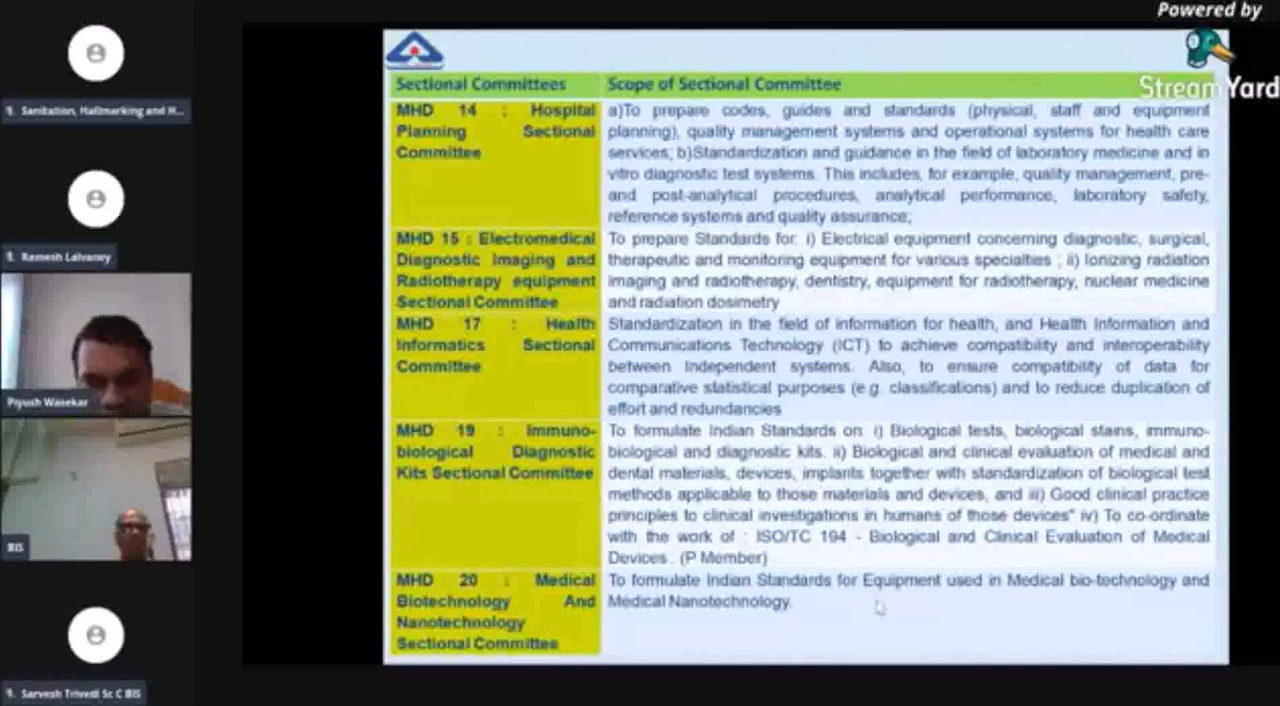 Powered by
StreamYard
Sanitation, Hallmarking and H...
Ramesh Lalvaney
Piyush Wasekar
BIS
Sarvesh Trivedi Sc C BIS
Sectional Committees
Scope of Sectional Committee
MHD 14 : Hospital
Planning Sectional
Committee
a)To prepare codes, guides and standards (physical, staff and equipment
planning), quality management systems and operational systems for health care
services; b)Standardization and guidance in the field of laboratory medicine and in
vitro diagnostic test systems. This includes, for example, quality management, pre-
and post-analytical procedures, analytical performance, laboratory safety,
reference systems and quality assurance;
MHD 15 : Electromedical
Diagnostic Imaging and
Radiotherapy equipment
Sectional Committee
To prepare Standards for: i) Electrical equipment concerning diagnostic, surgical,
therapeutic and monitoring equipment for various specialties ; ii) Ionizing radiation
imaging and radiotherapy, dentistry, equipment for radiotherapy, nuclear medicine
and radiation dosimetry
MHD 17 : Health
Informatics Sectional
Committee
Standardization in the field of information for health, and Health Information and
Communications Technology (ICT) to achieve compatibility and interoperability
between Independent systems. Also, to ensure compatibility of data for
comparative statistical purposes (e.g. classifications) and to reduce duplication of
effort and redundancies
MHD 19 : Immuno-
biological Diagnostic
Kits Sectional Committee
To formulate Indian Standards on: i) Biological tests, biological stains, immuno-
biological and diagnostic kits. ii) Biological and clinical evaluation of medical and
dental materials, devices, implants together with standardization of biological test
methods applicable to those materials and devices, and iii) Good clinical practice
principles to clinical investigations in humans of those devices" iv) To co-ordinate
with the work of : ISO/TC 194 - Biological and Clinical Evaluation of Medical
Devices . (P Member)
MHD 20 : Medical
Biotechnology And
Nanotechnology
Sectional Committee
To formulate Indian Standards for Equipment used in Medical bio-technology and
Medical Nanotechnology.